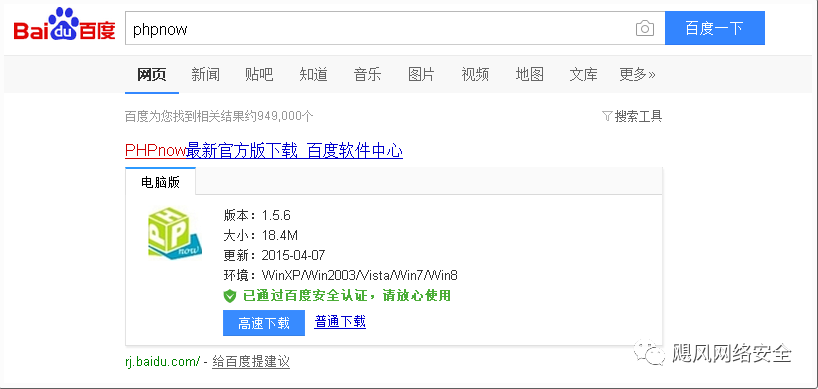 Bai du 百度 phpnow 百度一下
网页 新闻 贴吧 知道 音乐 图片 视频 地图 文库 更多»
百度为您找到相关结果约949,000个 搜索工具
PHPnow最新官方版下载_百度软件中心
电脑版
PHP now
版本：1.5.6
大小：18.4M
更新：2015-04-07
环境：WinXP/Win2003/Vista/Win7/Win8
已通过百度安全认证，请放心使用
高速下载 普通下载
飓风网络安全
rj.baidu.com/ - 给百度提建议